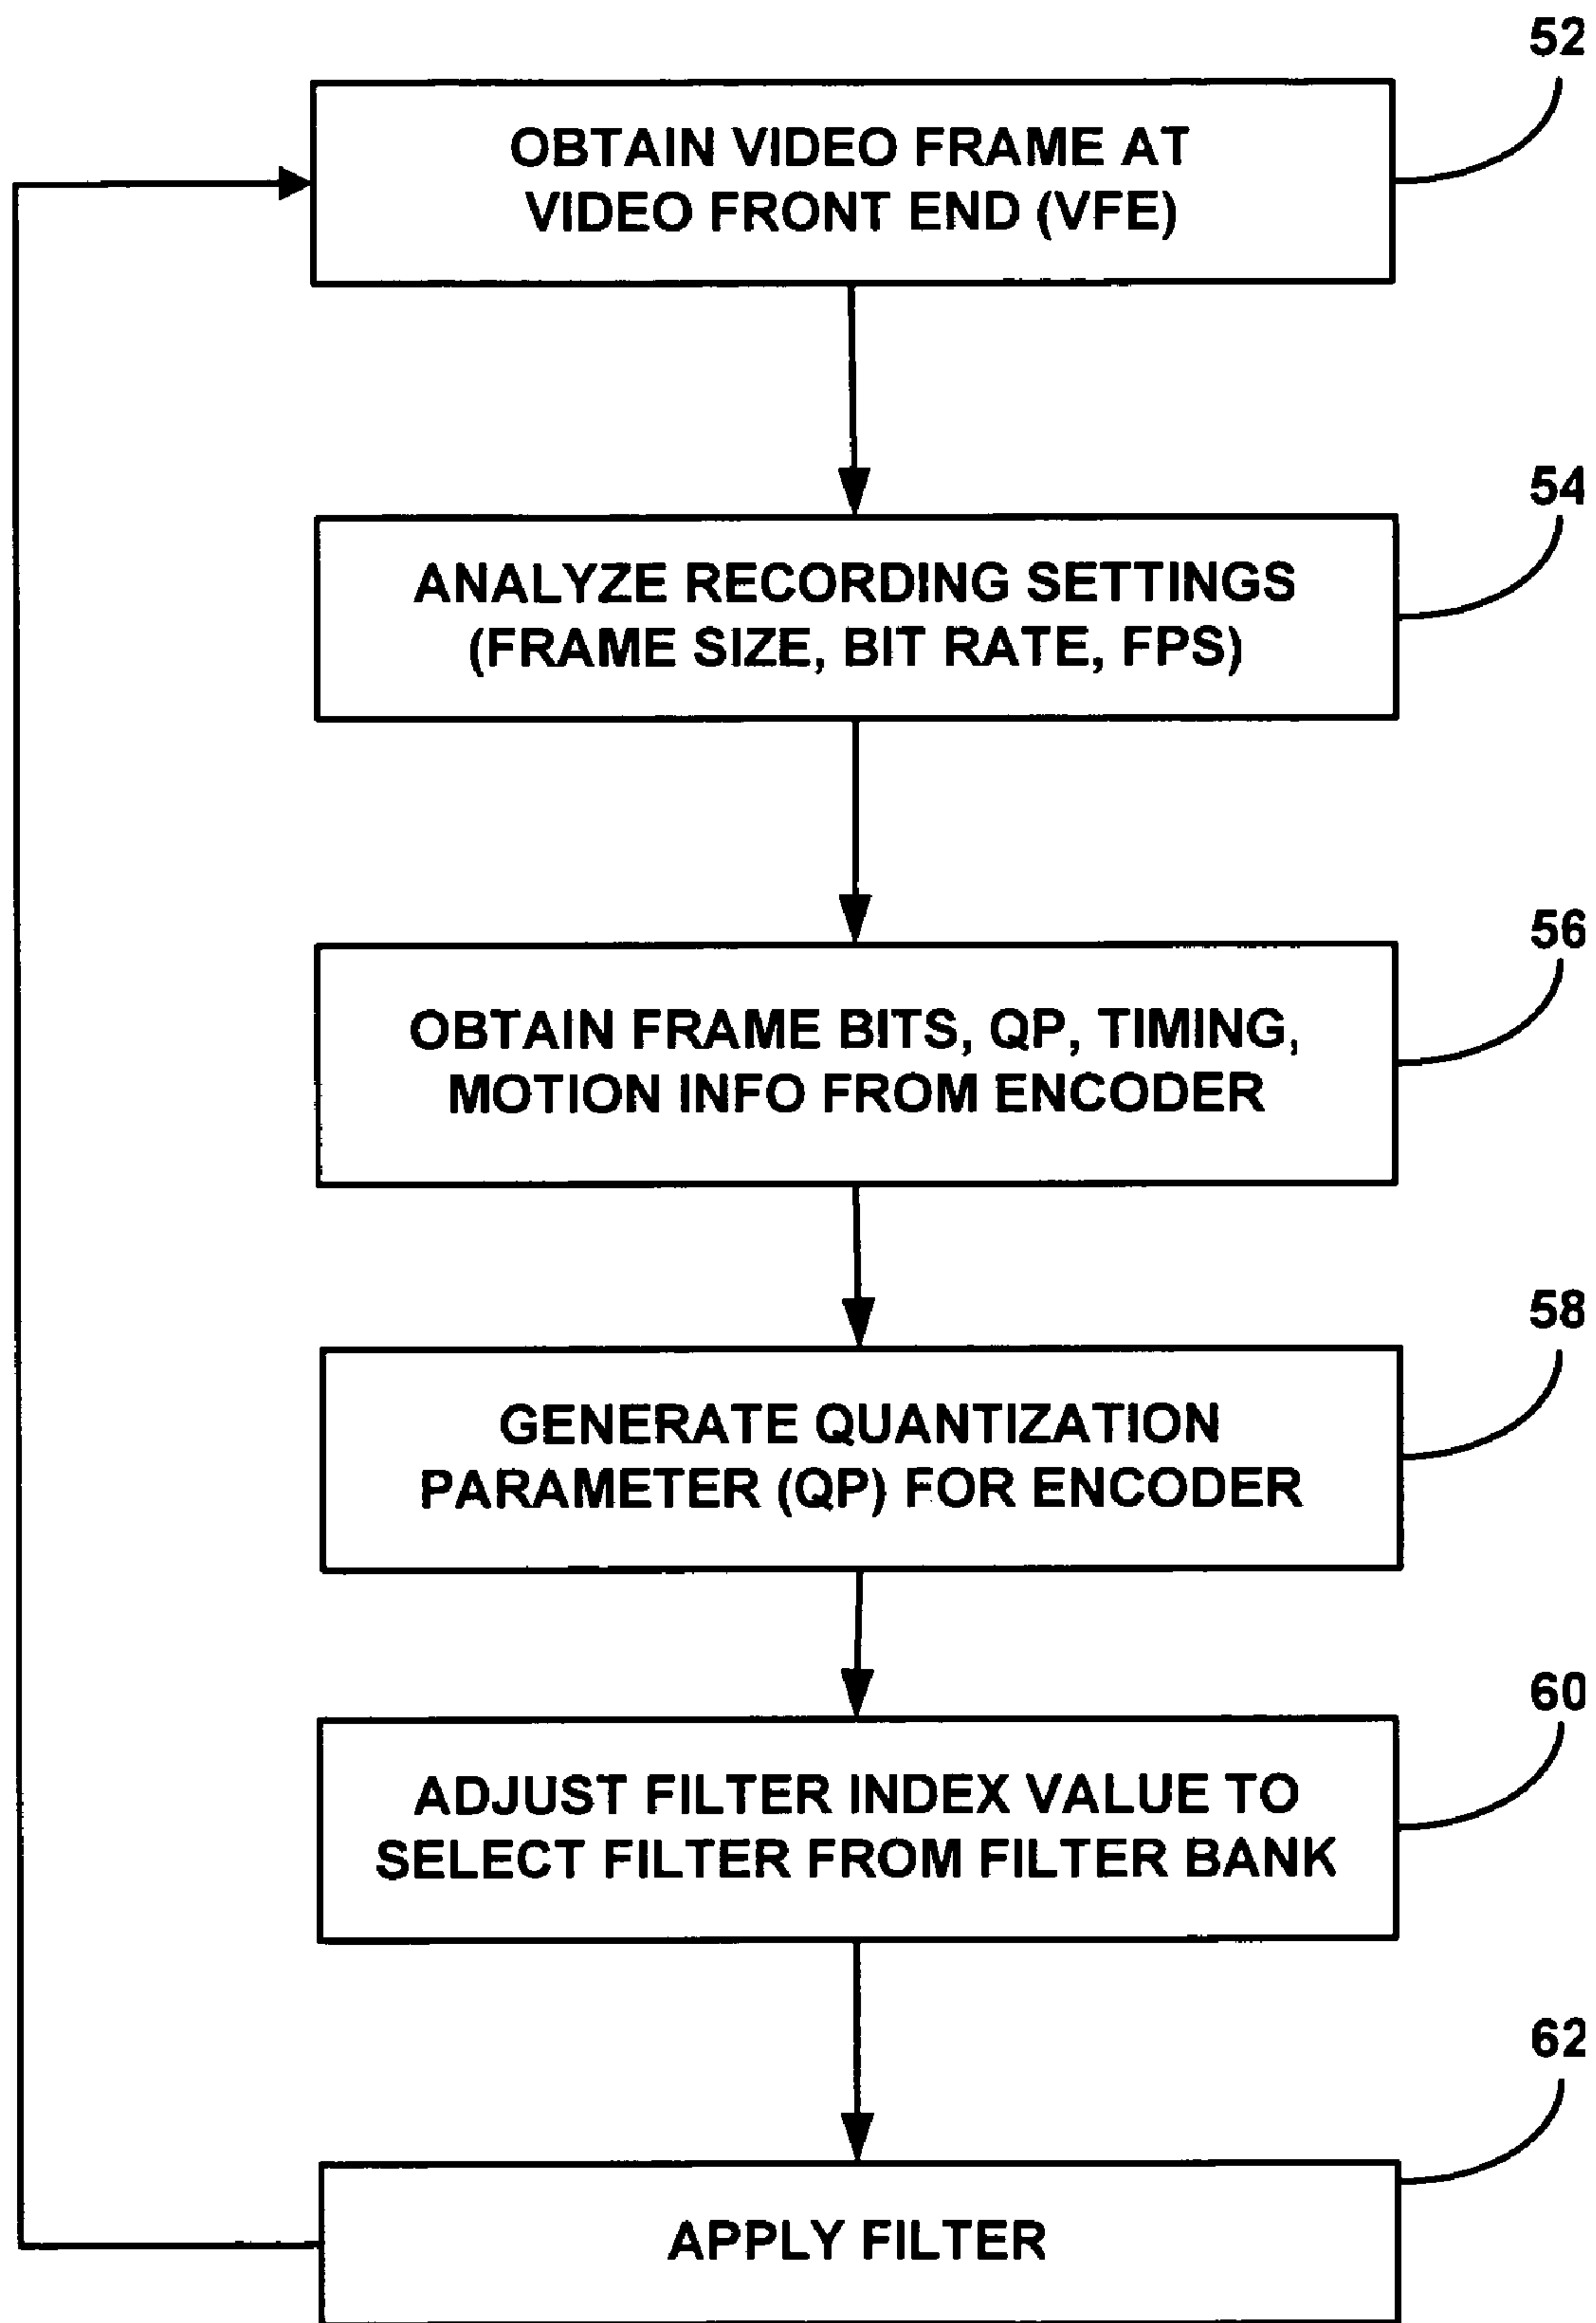 52
OBTAIN VIDEO FRAME AT
VIDEO FRONT END (VFE)
54
ANALYZE RECORDING SETTINGS
(FRAME SIZE, BIT RATE, FPS)
56
OBTAIN FRAME BITS, QP, TIMING,
MOTION INFO FROM ENCODER
58
GENERATE QUANTIZATION
PARAMETER (QP) FOR ENCODER
60
ADJUST FILTER INDEX VALUE TO
SELECT FILTER FROM FILTER BANK
62
APPLY FILTER